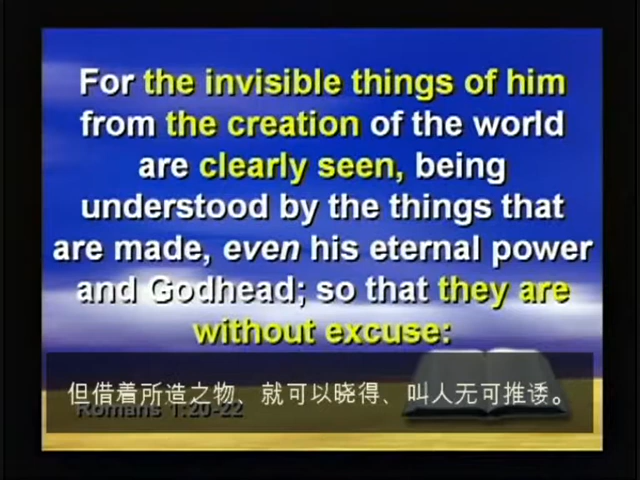 For the invisible things of him
from the creation of the world
are clearly seen, being
understood by the things that
are made, even his eternal power
and Godhead; so that they are
without excuse:
但借着所造之物、就可以晓得、叫人无可推诿。
Romans 1:20-22